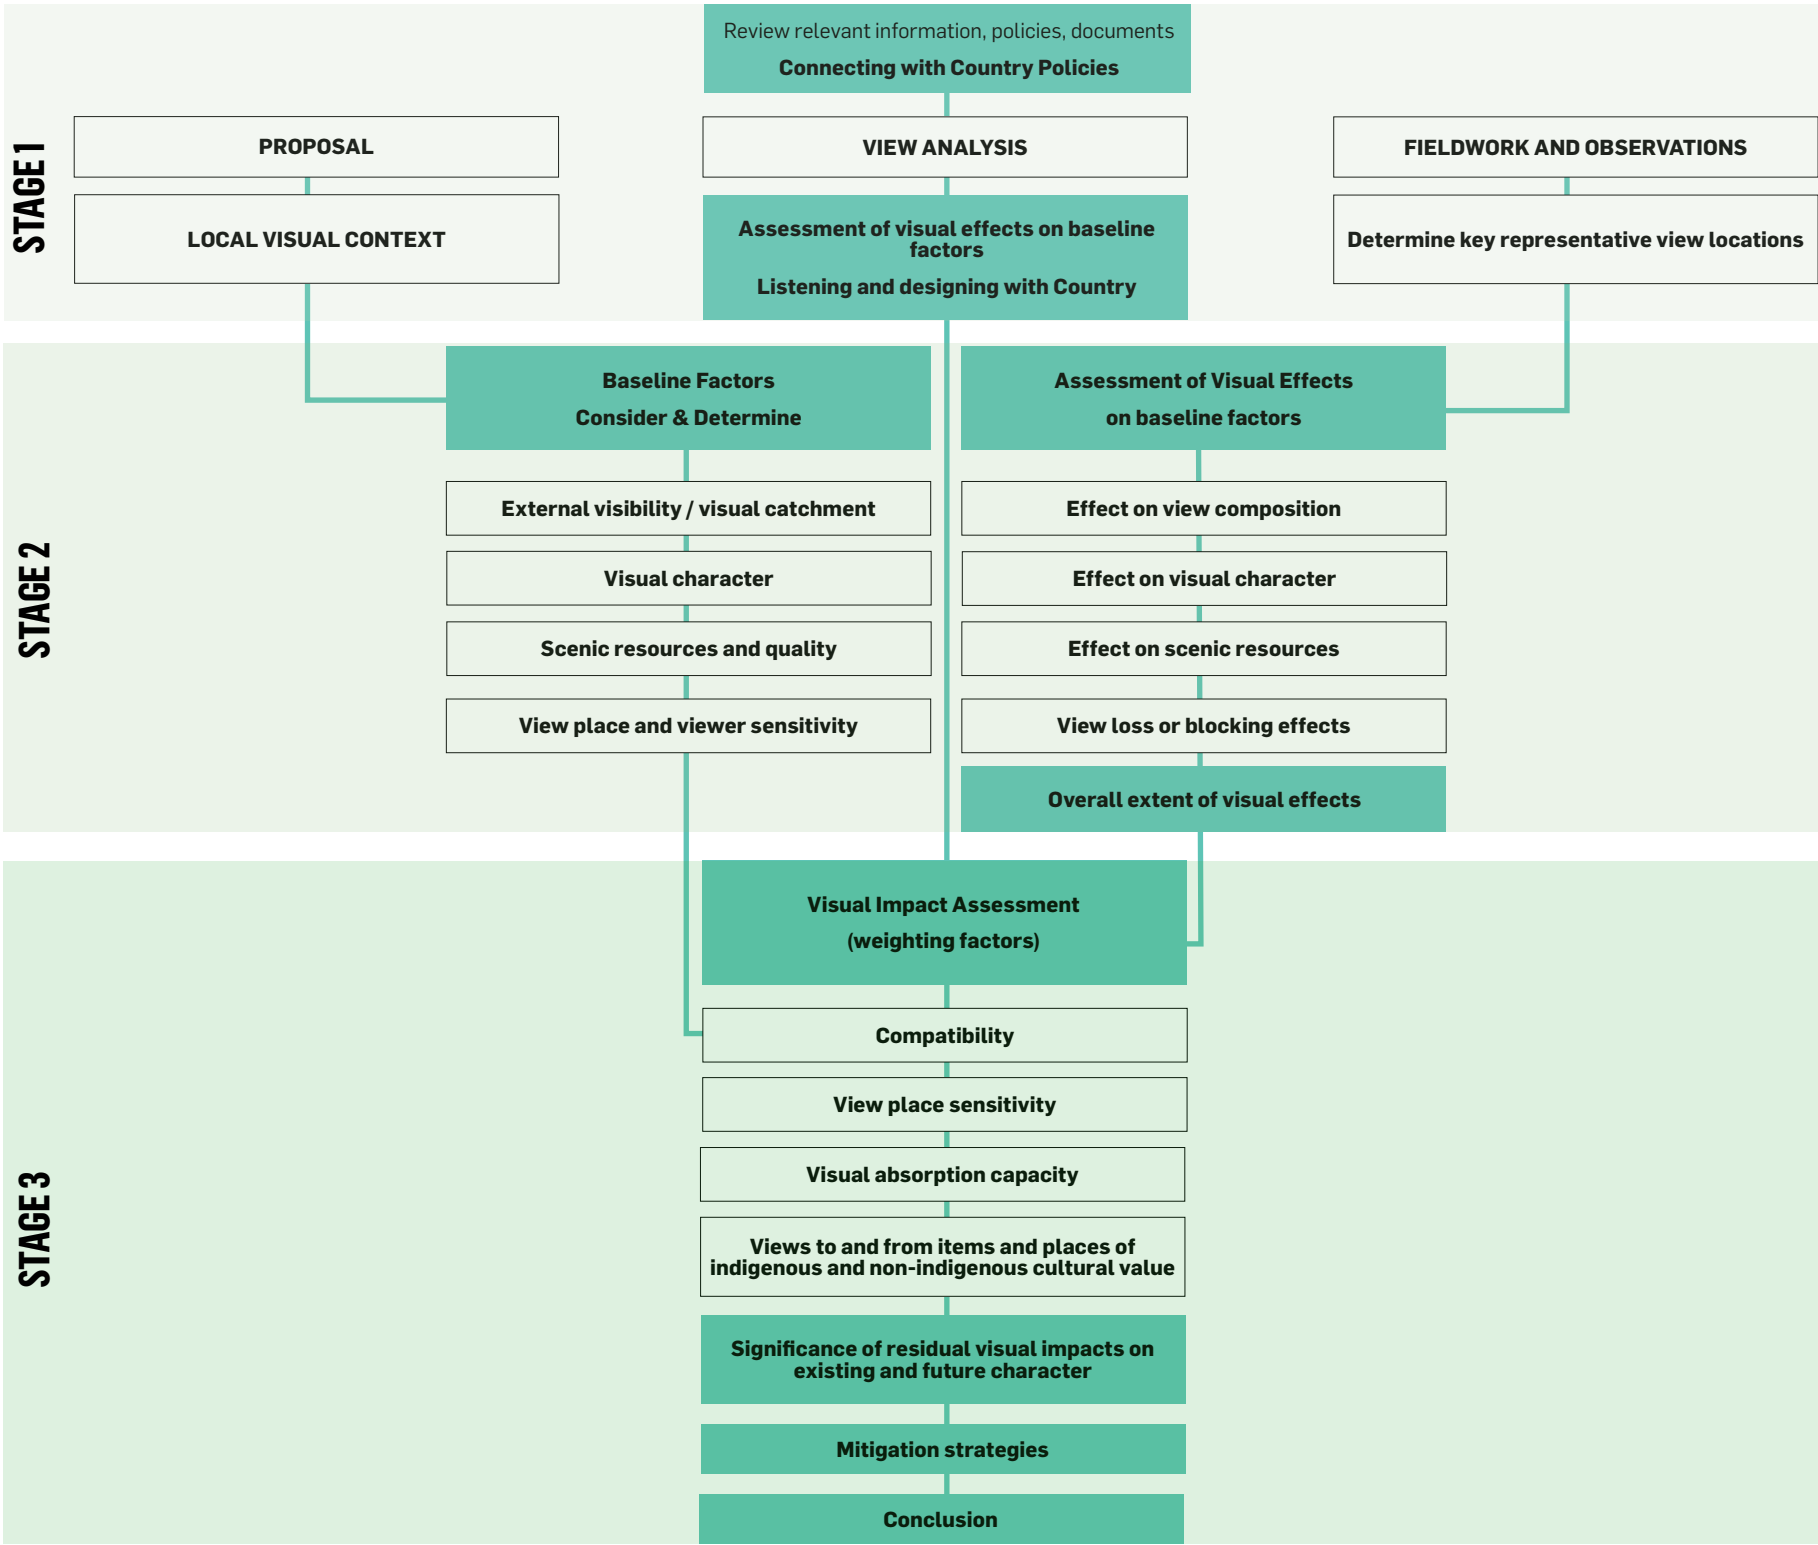 STAGE 1
Review relevant information, policies, documents
Connecting with Country Policies
PROPOSAL
LOCAL VISUAL CONTEXT
VIEW ANALYSIS
Assessment of visual effects on baseline
factors
Listening and designing with Country
FIELDWORK AND OBSERVATIONS
Determine key representative view locations
STAGE 2
Baseline Factors
Consider & Determine
External visibility / visual catchment
Visual character
Scenic resources and quality
View place and viewer sensitivity
Assessment of Visual Effects
on baseline factors
Effect on view composition
Effect on visual character
Effect on scenic resources
View loss or blocking effects
Overall extent of visual effects
STAGE 3
Visual Impact Assessment
(weighting factors)
Compatibility
View place sensitivity
Visual absorption capacity
Views to and from items and places of
indigenous and non-indigenous cultural value
Significance of residual visual impacts on
existing and future character
Mitigation strategies
Conclusion